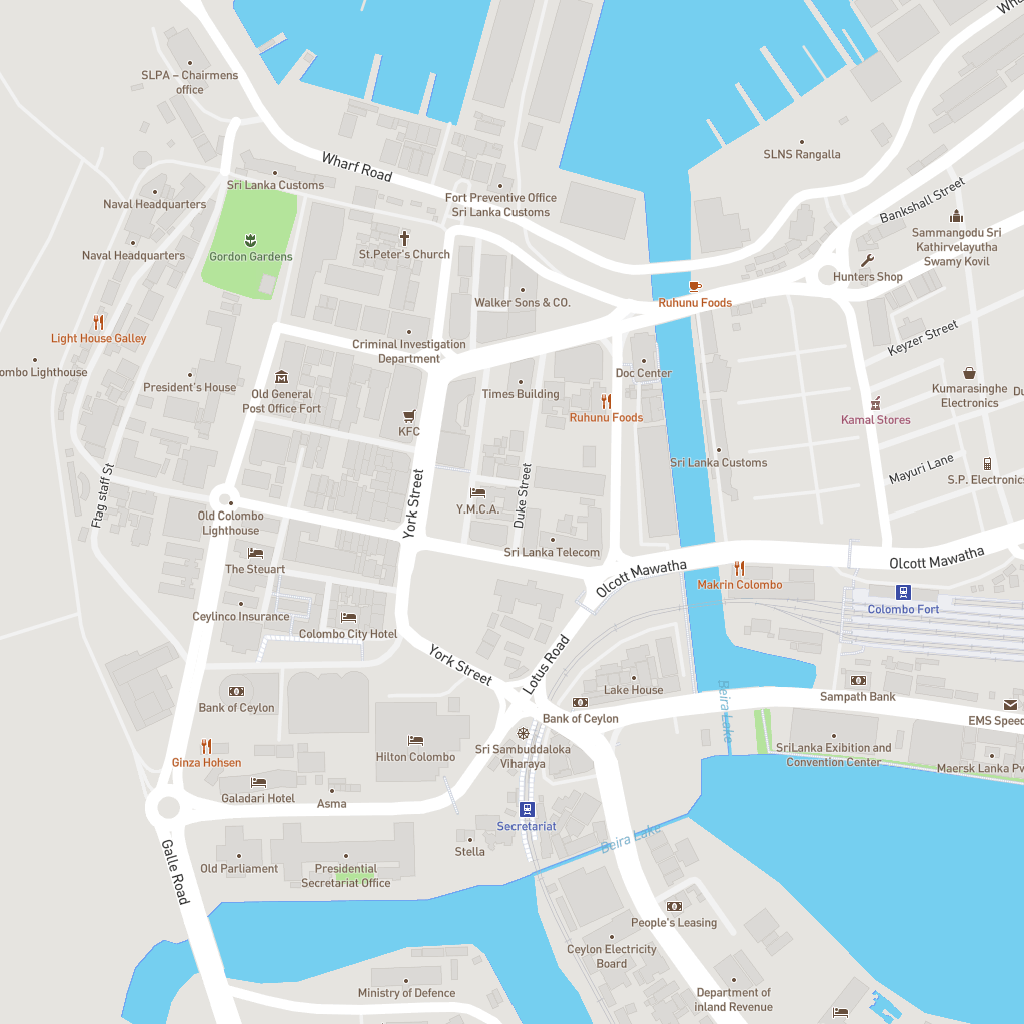 Wha
SLPA – Chairmens
office
Wharf Road
SLNS Rangalla
Sri Lanka Customs
Fort Preventive Office
Sri Lanka Customs
Bankshall Street
Naval Headquarters
Sammangodu Sri
Kathirvelayutha
Swamy Kovil
Naval Headquarters
Gordon Gardens
St.Peter's Church
Hunters Shop
Walker Sons & CO.
Ruhunu Foods
Light House Galley
Criminal Investigation
Department
Keyzer Street
ombo Lighthouse
President's House
Doc Center
Old General
Post Office Fort
Times Building
Kumarasinghe
Electronics
Du
Ruhunu Foods
Kamal Stores
KFC
Sri Lanka Customs
Mayuri Lane
S.P. Electronics
Ftag staff St
York Street
Duke Street
Y.M.C.A.
Old Colombo
Lighthouse
Sri Lanka Telecom
The Steuart
Olcott Mawatha
Olcott Mawatha
Makrin Colombo
Colombo Fort
Ceylinco Insurance
Colombo City Hotel
York Street
Lotus Road
Lake House
Beira Lake
Sampath Bank
Bank of Ceylon
Bank of Ceylon
EMS Speed
Sri Sambuddaloka
Viharaya
SriLanka Exibition and
Convention Center
Hilton Colombo
Ginza Hohsen
Maersk Lanka Pv
Galadari Hotel
Asma
Secretariat
Beira Lake
Stella
Galle Road
Old Parliament
Presidential
Secretariat Office
People's Leasing
Ceylon Electricity
Board
Ministry of Defence
Department of
inland Revenue